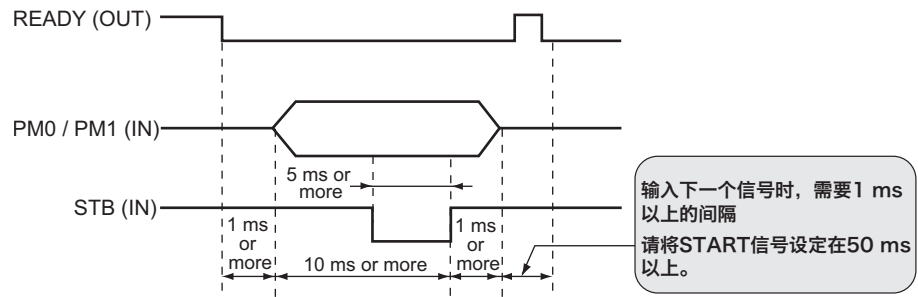 READY (OUT)
PM0 / PM1 (IN)
5 ms or
more
STB (IN)
1 ms
or
more
10 ms or more
1 ms
or
more
输入下一个信号时，需要1 ms
以上的间隔
请将START信号设定在50 ms
以上。